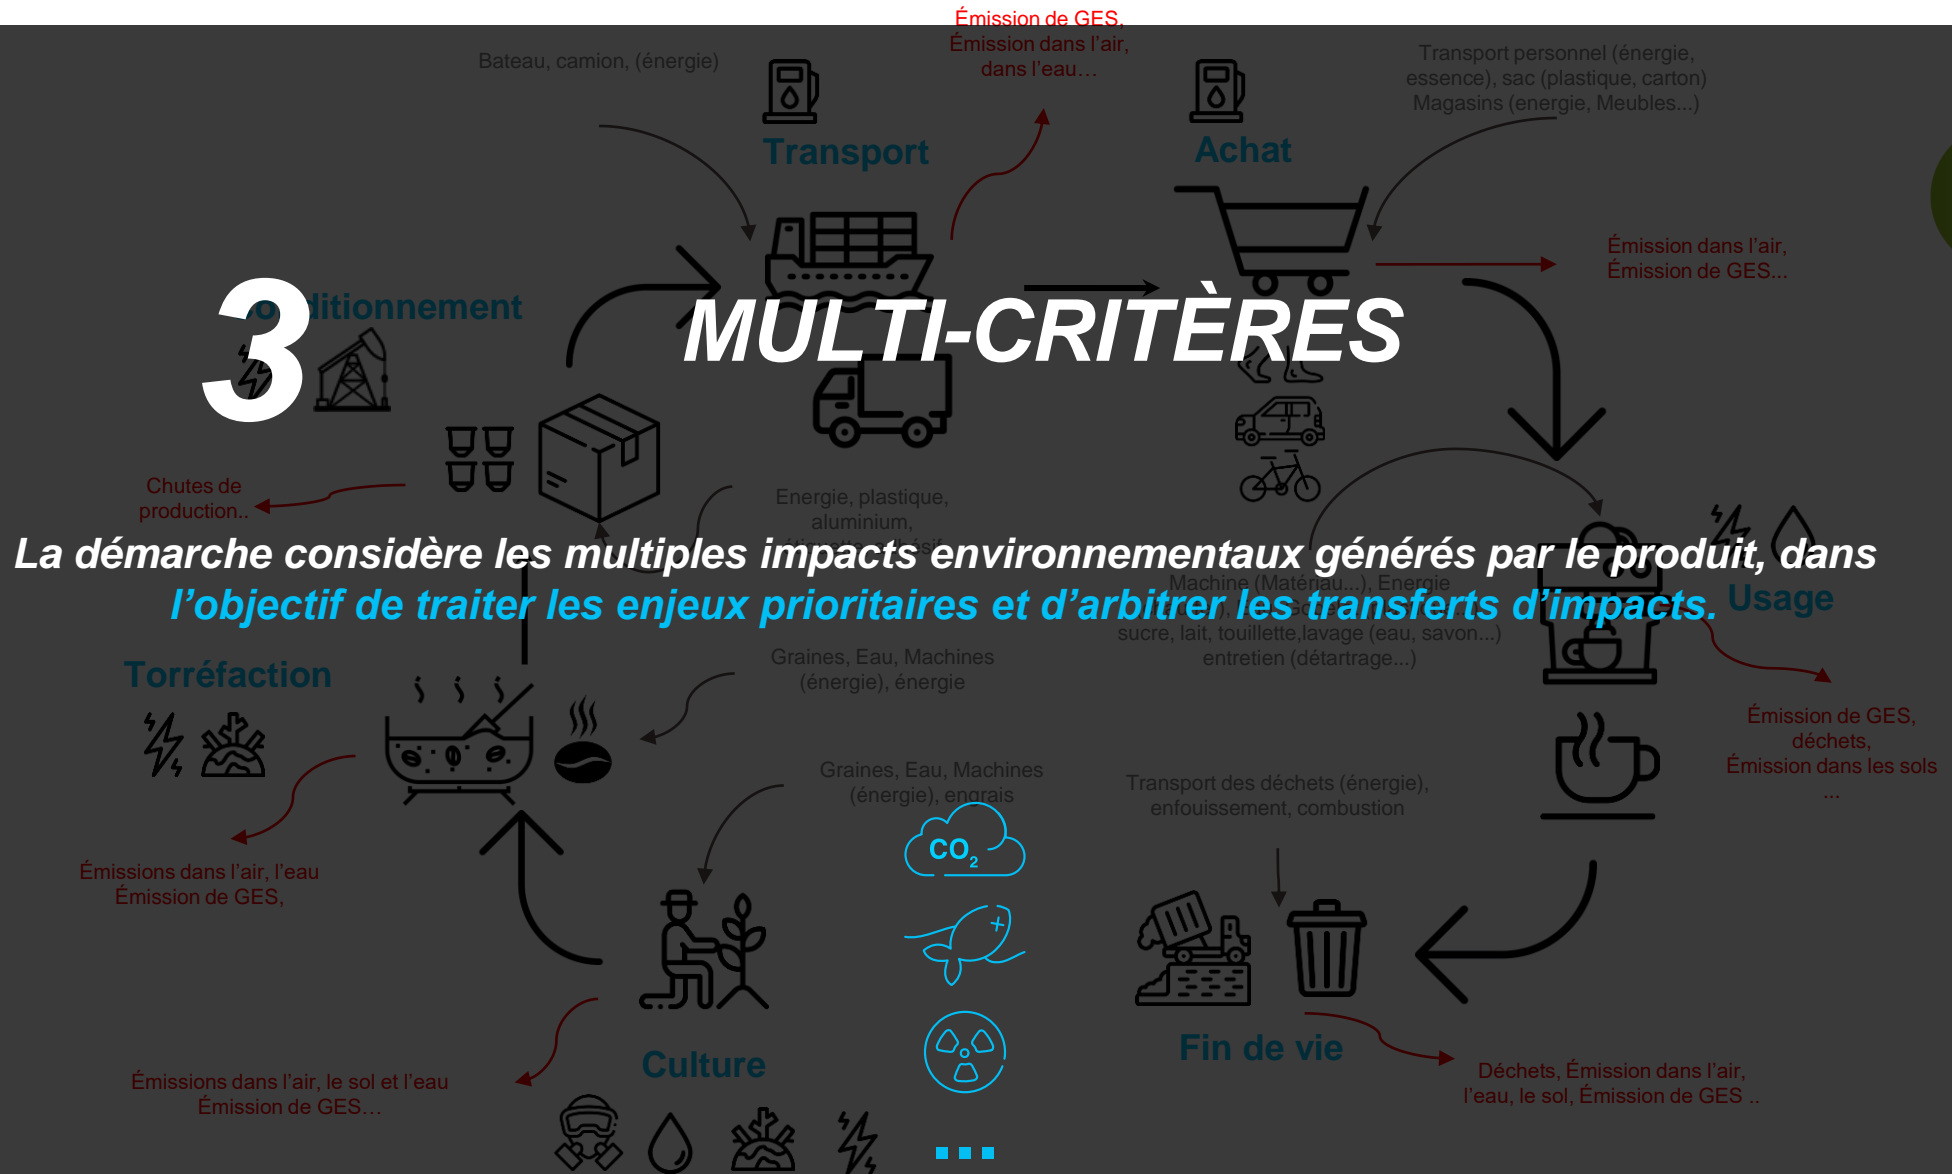 Émission de GES,
Émission dans l'air,
dans l'eau…
Bateau, camion, (énergie)
Transport personnel (énergie,
essence), sac (plastique, carton)
Magasins (energie, Meubles...)
Transport
Achat
Émission dans l'air,
Émission de GES...
3
MULTI-CRITÈRES
Chutes de
production..
Energie, plastique,
aluminium,
La démarche considère les multiples impacts environnementaux générés par le produit, dans
l'objectif de traiter les enjeux prioritaires et d'arbitrer les transferts d'impacts.
Machine (Matériau...), Energie
sucre, lait, touillette,lavage (eau, savon...)
entretien (détartrage...)
Usage
Torréfaction
Graines, Eau, Machines
(énergie), énergie
Émission de GES,
déchets,
Émission dans les sols
...
Graines, Eau, Machines
(énergie), engrais
Transport des déchets (énergie),
enfouissement, combustion
CO2
Émissions dans l'air, l'eau
Émission de GES,
Culture
Fin de vie
Émissions dans l'air, le sol et l'eau
Émission de GES…
Déchets, Émission dans l'air,
l'eau, le sol, Émission de GES ..
...